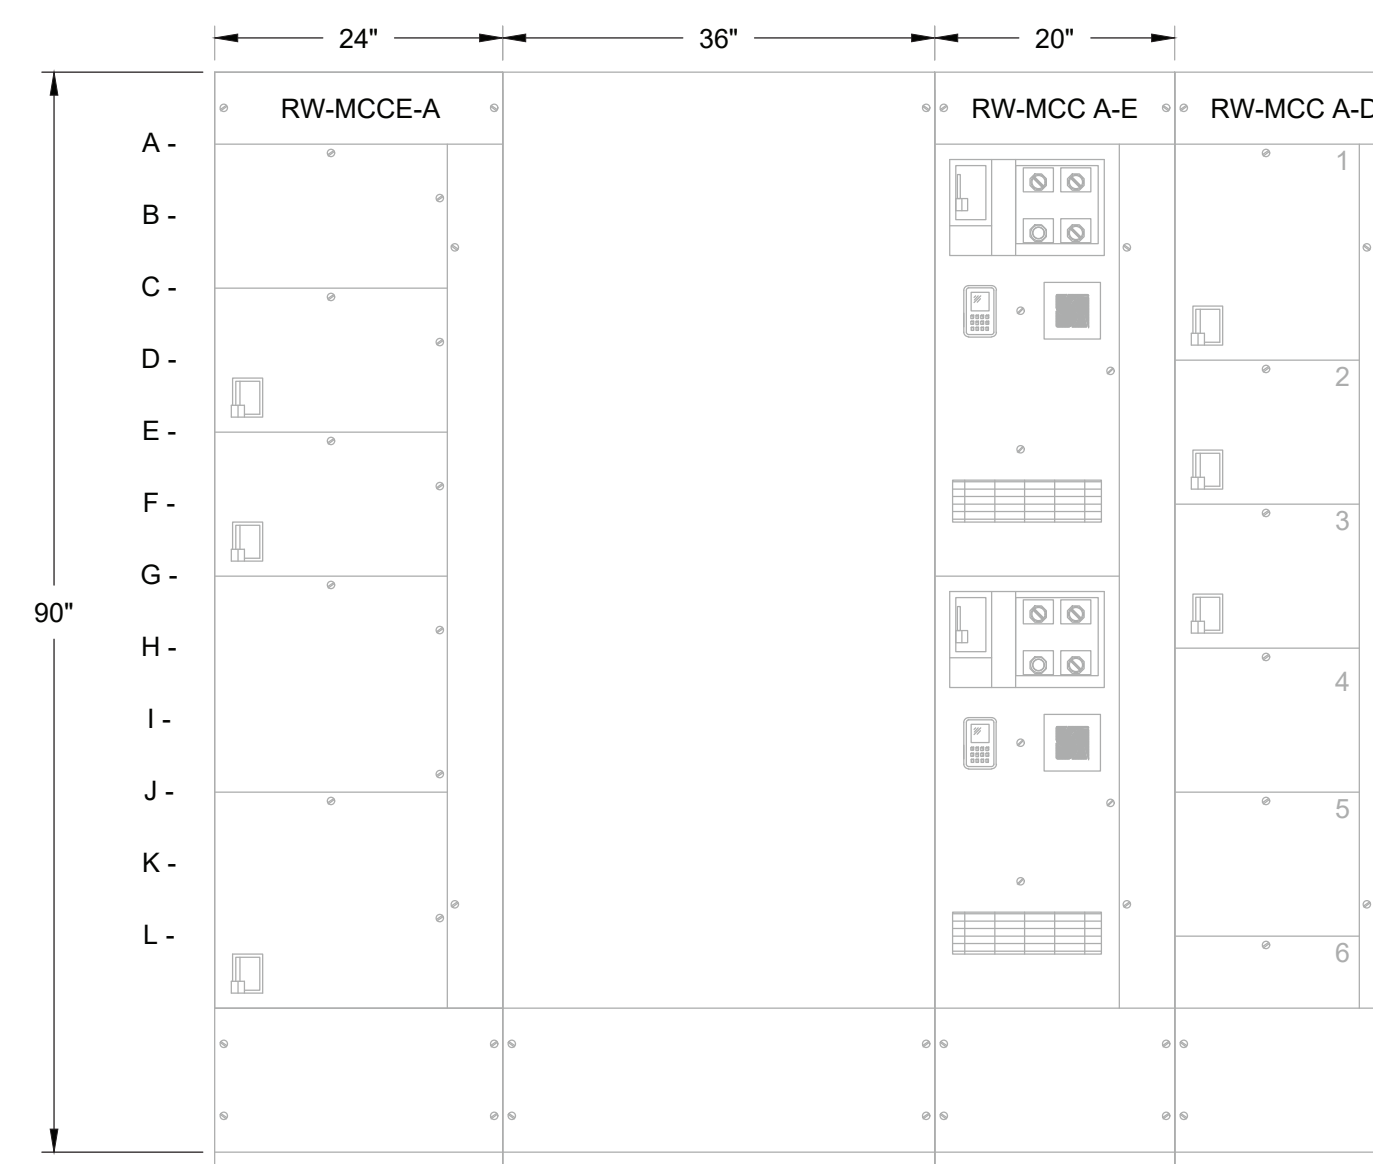 24" 36" 20"
RW-MCCE-A RW-MCC A-E RW-MCC A-D
A -
1
B -
C -
D -
2
E -
F -
3
G -
90"
H -
4
I -
J -
5
K -
L -
6